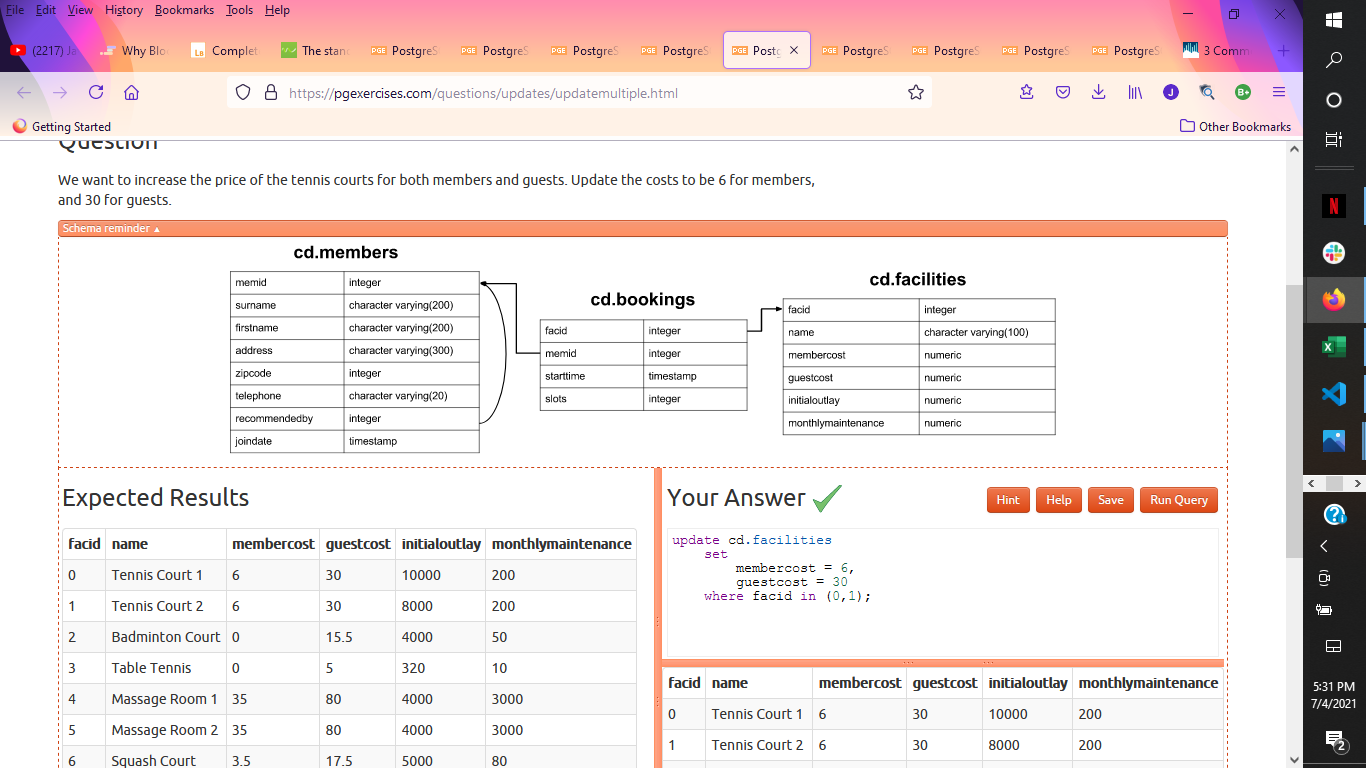 File Edit View History Bookmarks Tools Help
(2217) Ja Why Blo Complet The stan PostgreS PostgreS PostgreS PostgreS Postg PostgreS PostgreS PostgreS PostgreS 3 Comm
https://pgexercises.com/questions/updates/updatemultiple.html
Getting Started Other Bookmarks
Question
We want to increase the price of the tennis courts for both members and guests. Update the costs to be 6 for members,
and 30 for guests.
Schema reminder ▲
cd.members
memid integer
surname character varying(200)
firstname character varying(200)
address character varying(300)
zipcode integer
telephone character varying(20)
recommendedby integer
joindate timestamp
cd.bookings
facid integer
memid integer
starttime timestamp
slots integer
cd.facilities
facid integer
name character varying(100)
membercost numeric
guestcost numeric
initialoutlay numeric
monthlymaintenance numeric
Expected Results
facid name membercost guestcost initialoutlay monthlymaintenance
0 Tennis Court 1 6 30 10000 200
1 Tennis Court 2 6 30 8000 200
2 Badminton Court 0 15.5 4000 50
3 Table Tennis 0 5 320 10
4 Massage Room 1 35 80 4000 3000
5 Massage Room 2 35 80 4000 3000
6 Squash Court 3.5 17.5 5000 80
Your Answer
Hint Help Save Run Query
update cd.facilities
set
membercost = 6,
guestcost = 30
where facid in (0,1);
facid name membercost guestcost initialoutlay monthlymaintenance
0 Tennis Court 1 6 30 10000 200
1 Tennis Court 2 6 30 8000 200
5:31 PM
7/4/2021
2